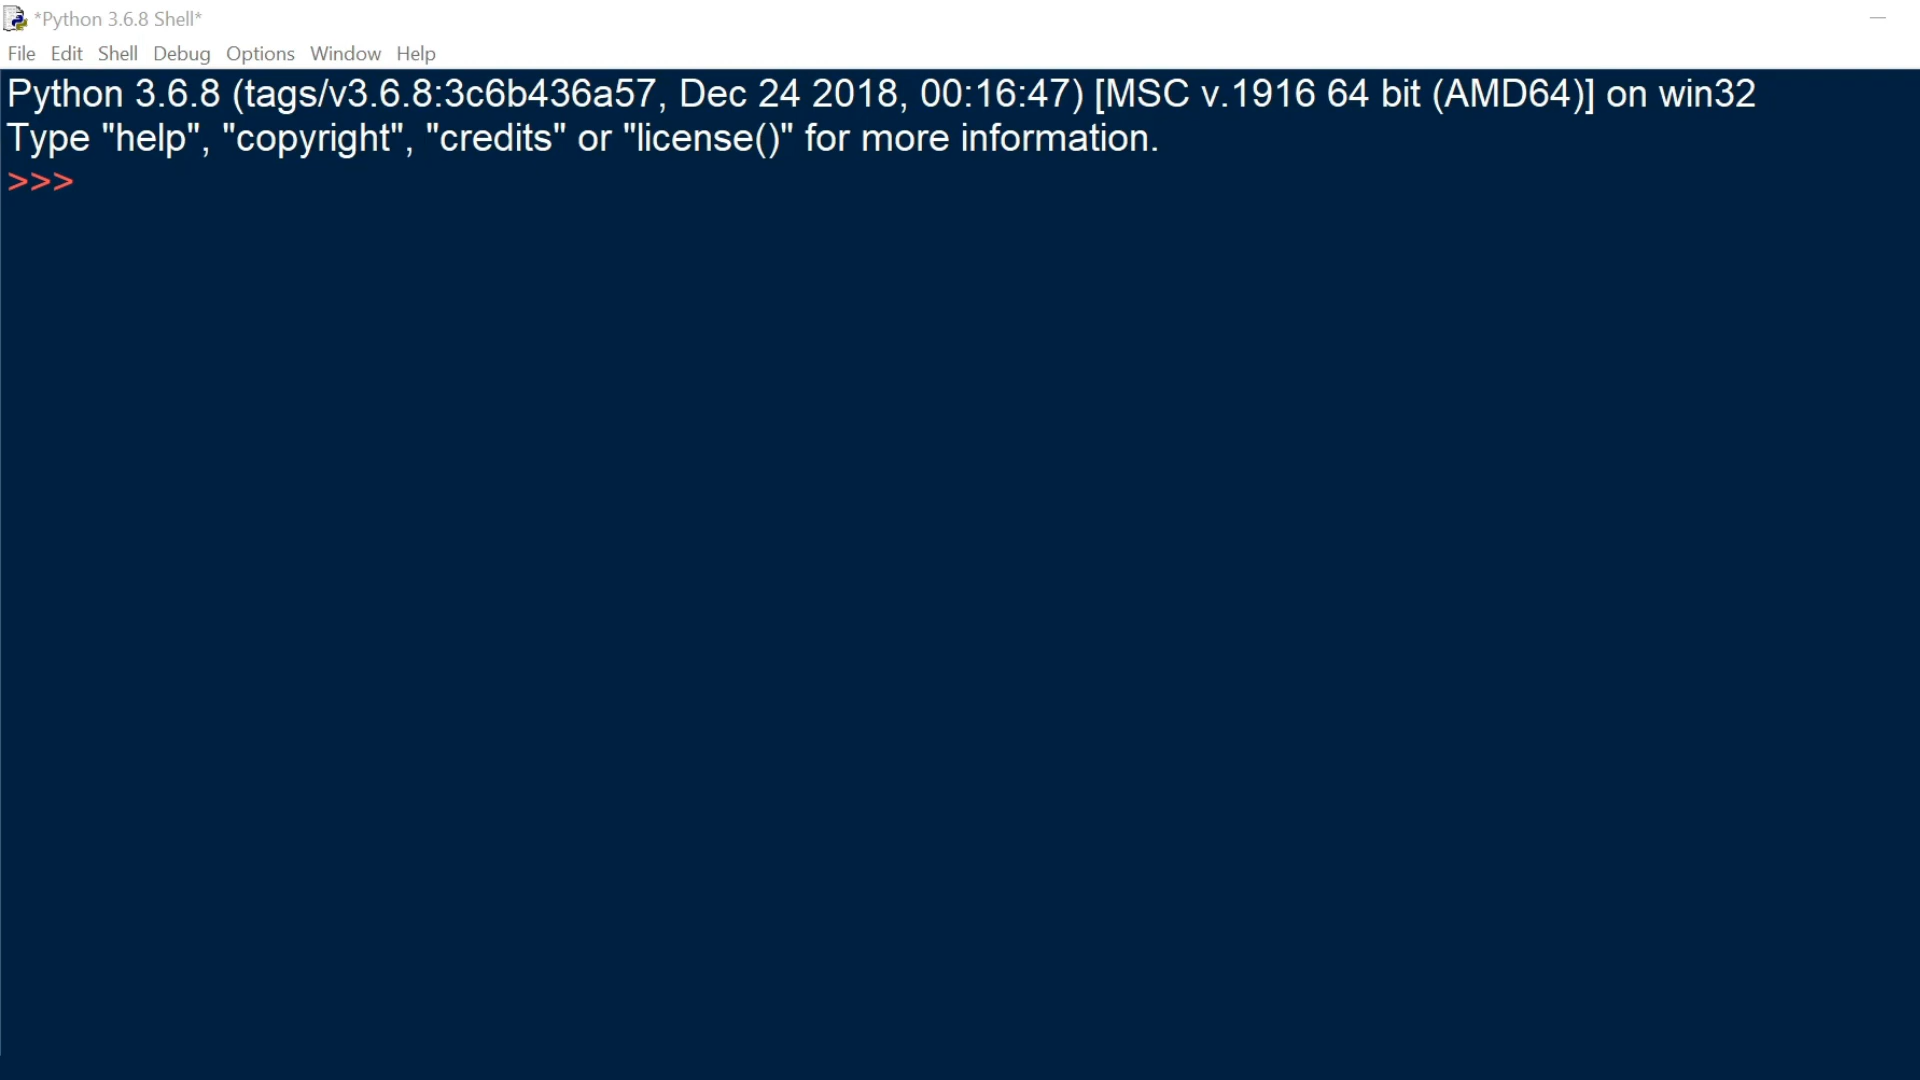 *Python 3.6.8 Shell*
File Edit Shell Debug Options Window Help
Python 3.6.8 (tags/v3.6.8:3c6b436a57, Dec 24 2018, 00:16:47) [MSC v.1916 64 bit (AMD64)] on win32
Type "help", "copyright", "credits" or "license()" for more information.
>>>